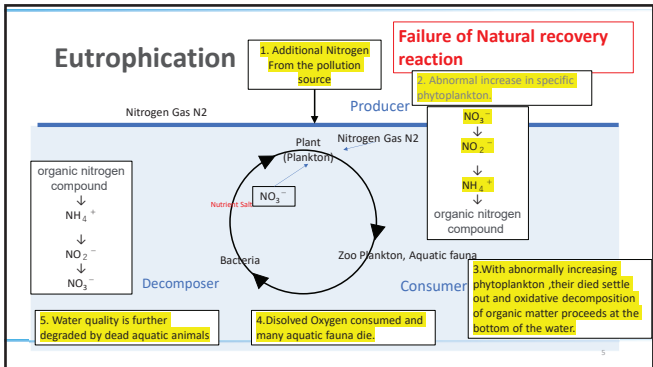 Eutrophication
1. Additional Nitrogen
From the pollution
source
Failure of Natural recovery
reaction
2. Abnormal increase in specific
phytoplankton.
Nitrogen Gas N2
Producer
NO₃⁻
↓
NO₂⁻
↓
NH₄⁺
↓
organic nitrogen
compound
Plant
(Plankton)
Nitrogen Gas N2
organic nitrogen
compound
↓
NH₄⁺
↓
NO₂⁻
↓
NO₃⁻
NO₃⁻
Nutrient Salt
Bacteria
Zoo Plankton, Aquatic fauna
Decomposer
Consumer
3.With abnormally increasing
phytoplankton ,their died settle
out and oxidative decomposition
of organic matter proceeds at the
bottom of the water.
5. Water quality is further
degraded by dead aquatic animals
4.Disolved Oxygen consumed and
many aquatic fauna die.
5